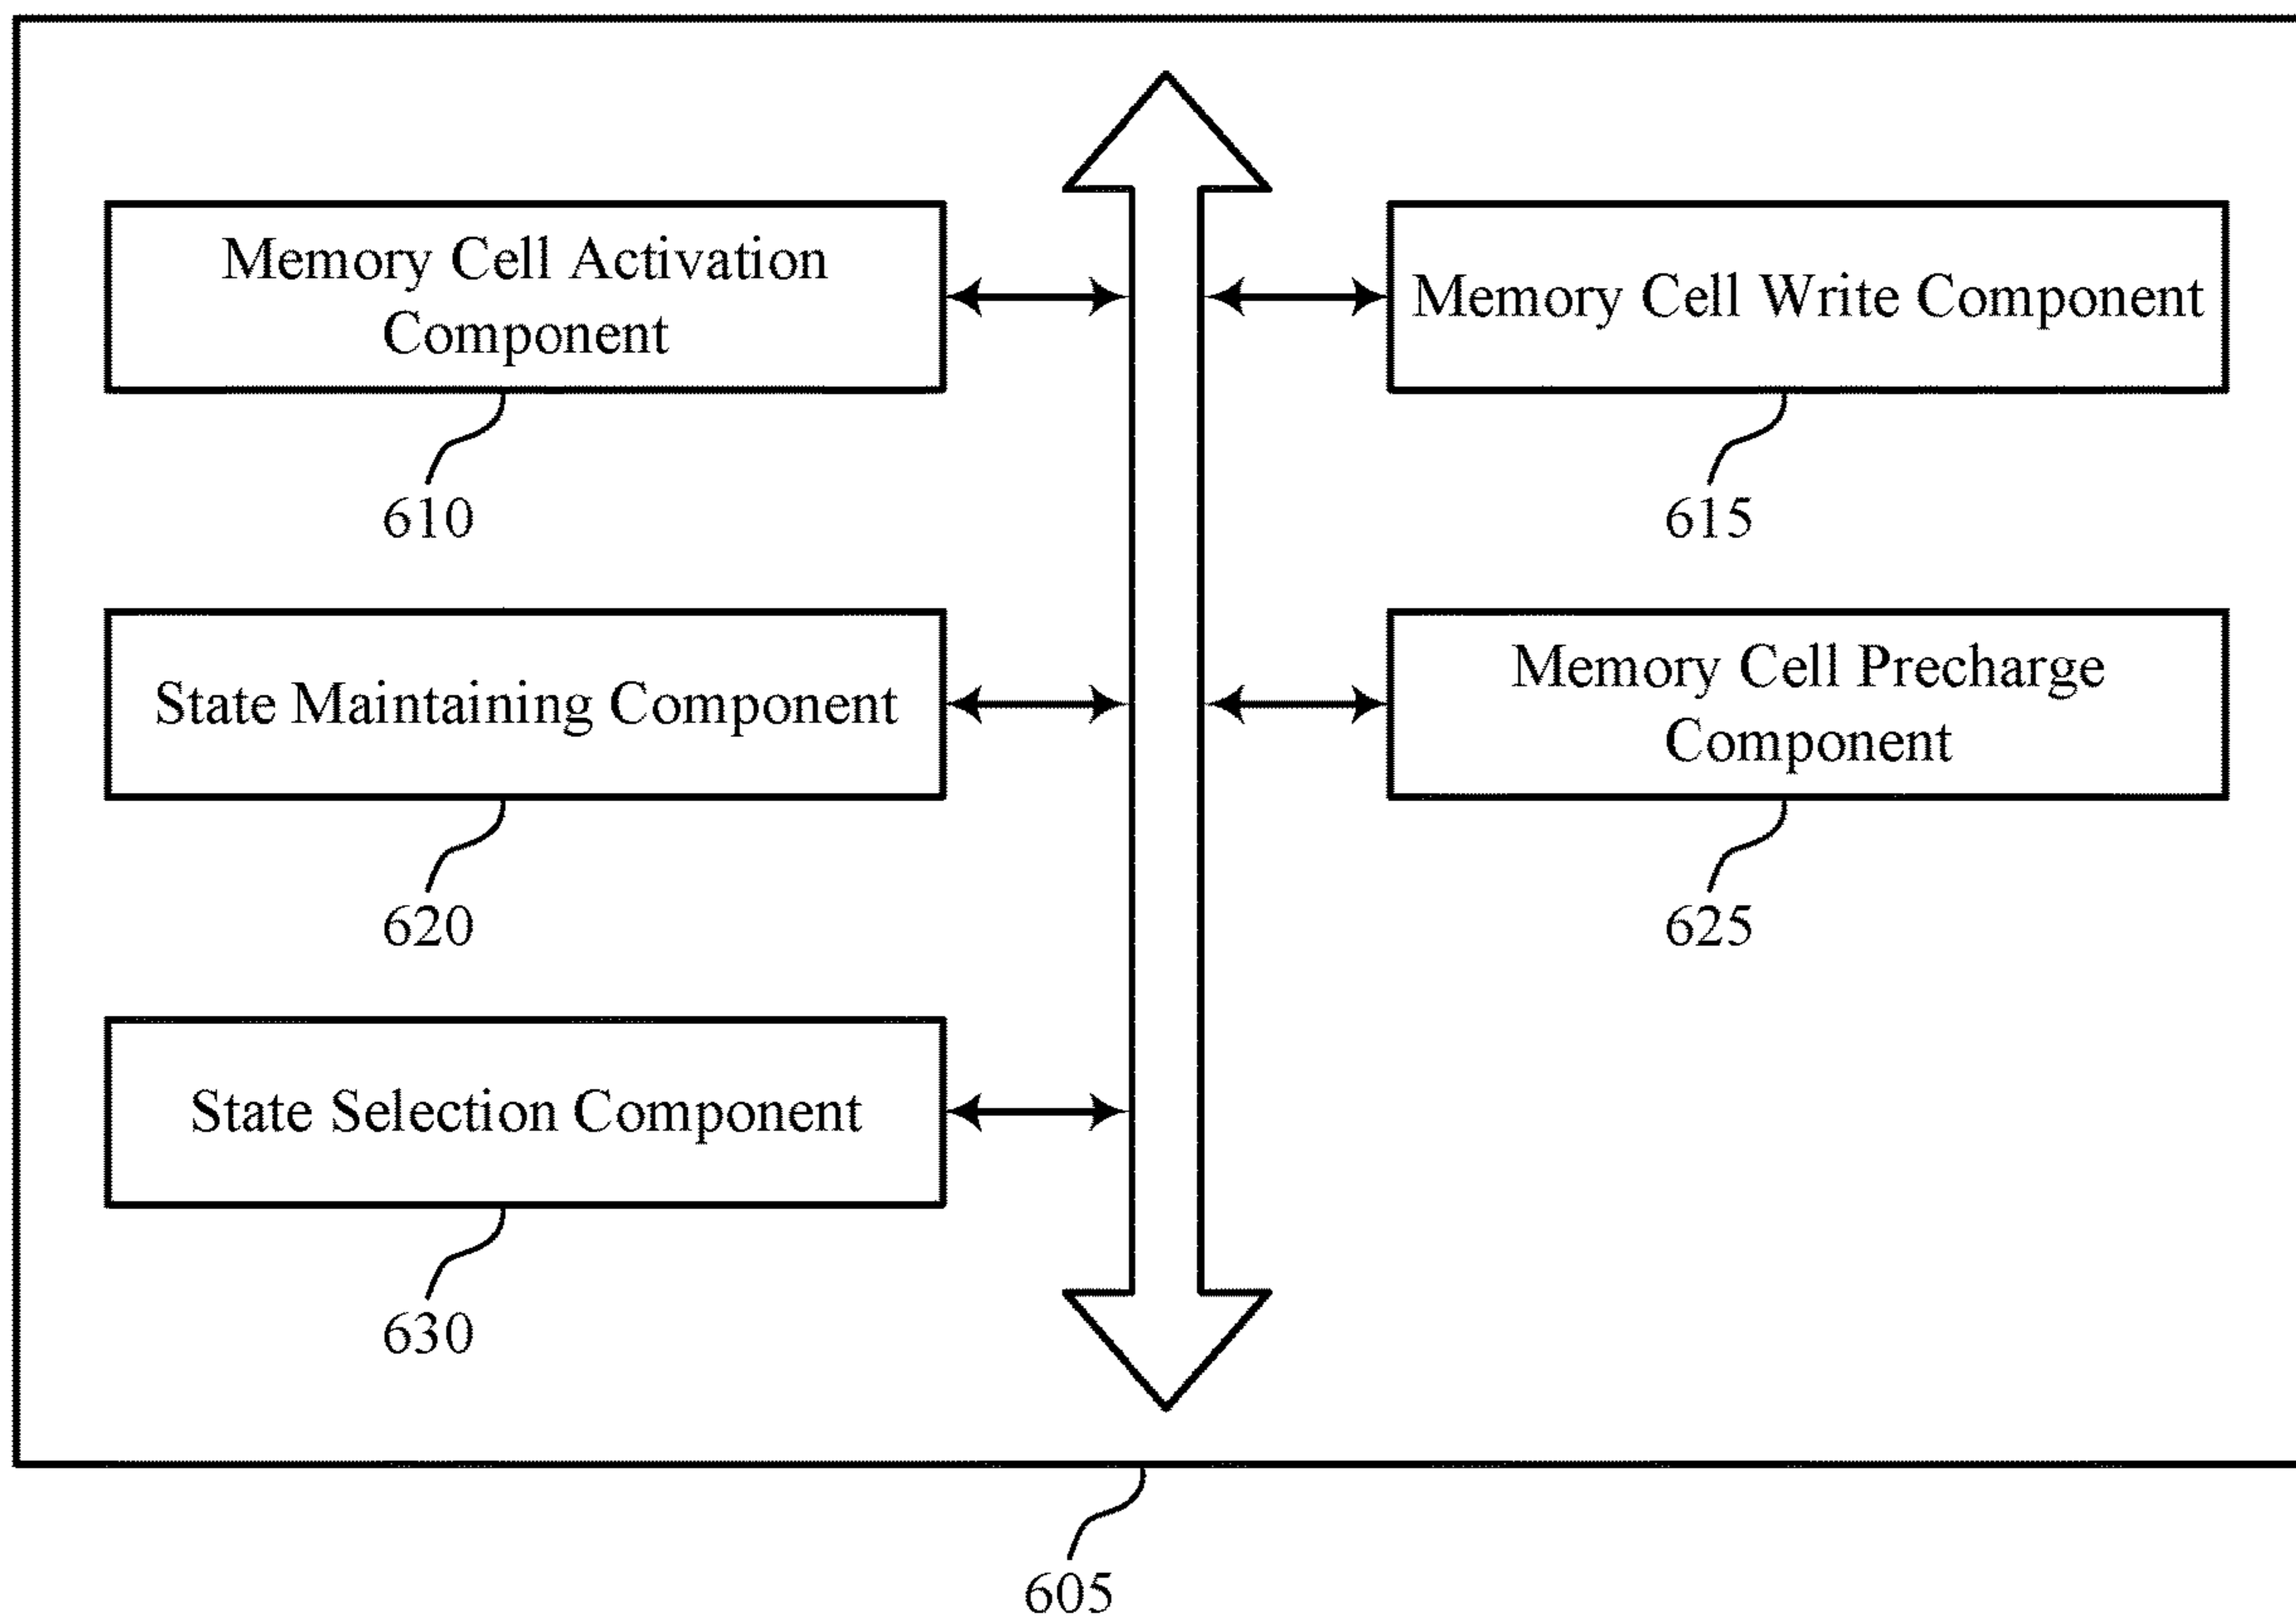 Memory Cell Activation
Component
610
Memory Cell Write Component
615
State Maintaining Component
620
Memory Cell Precharge
Component
625
State Selection Component
630
605